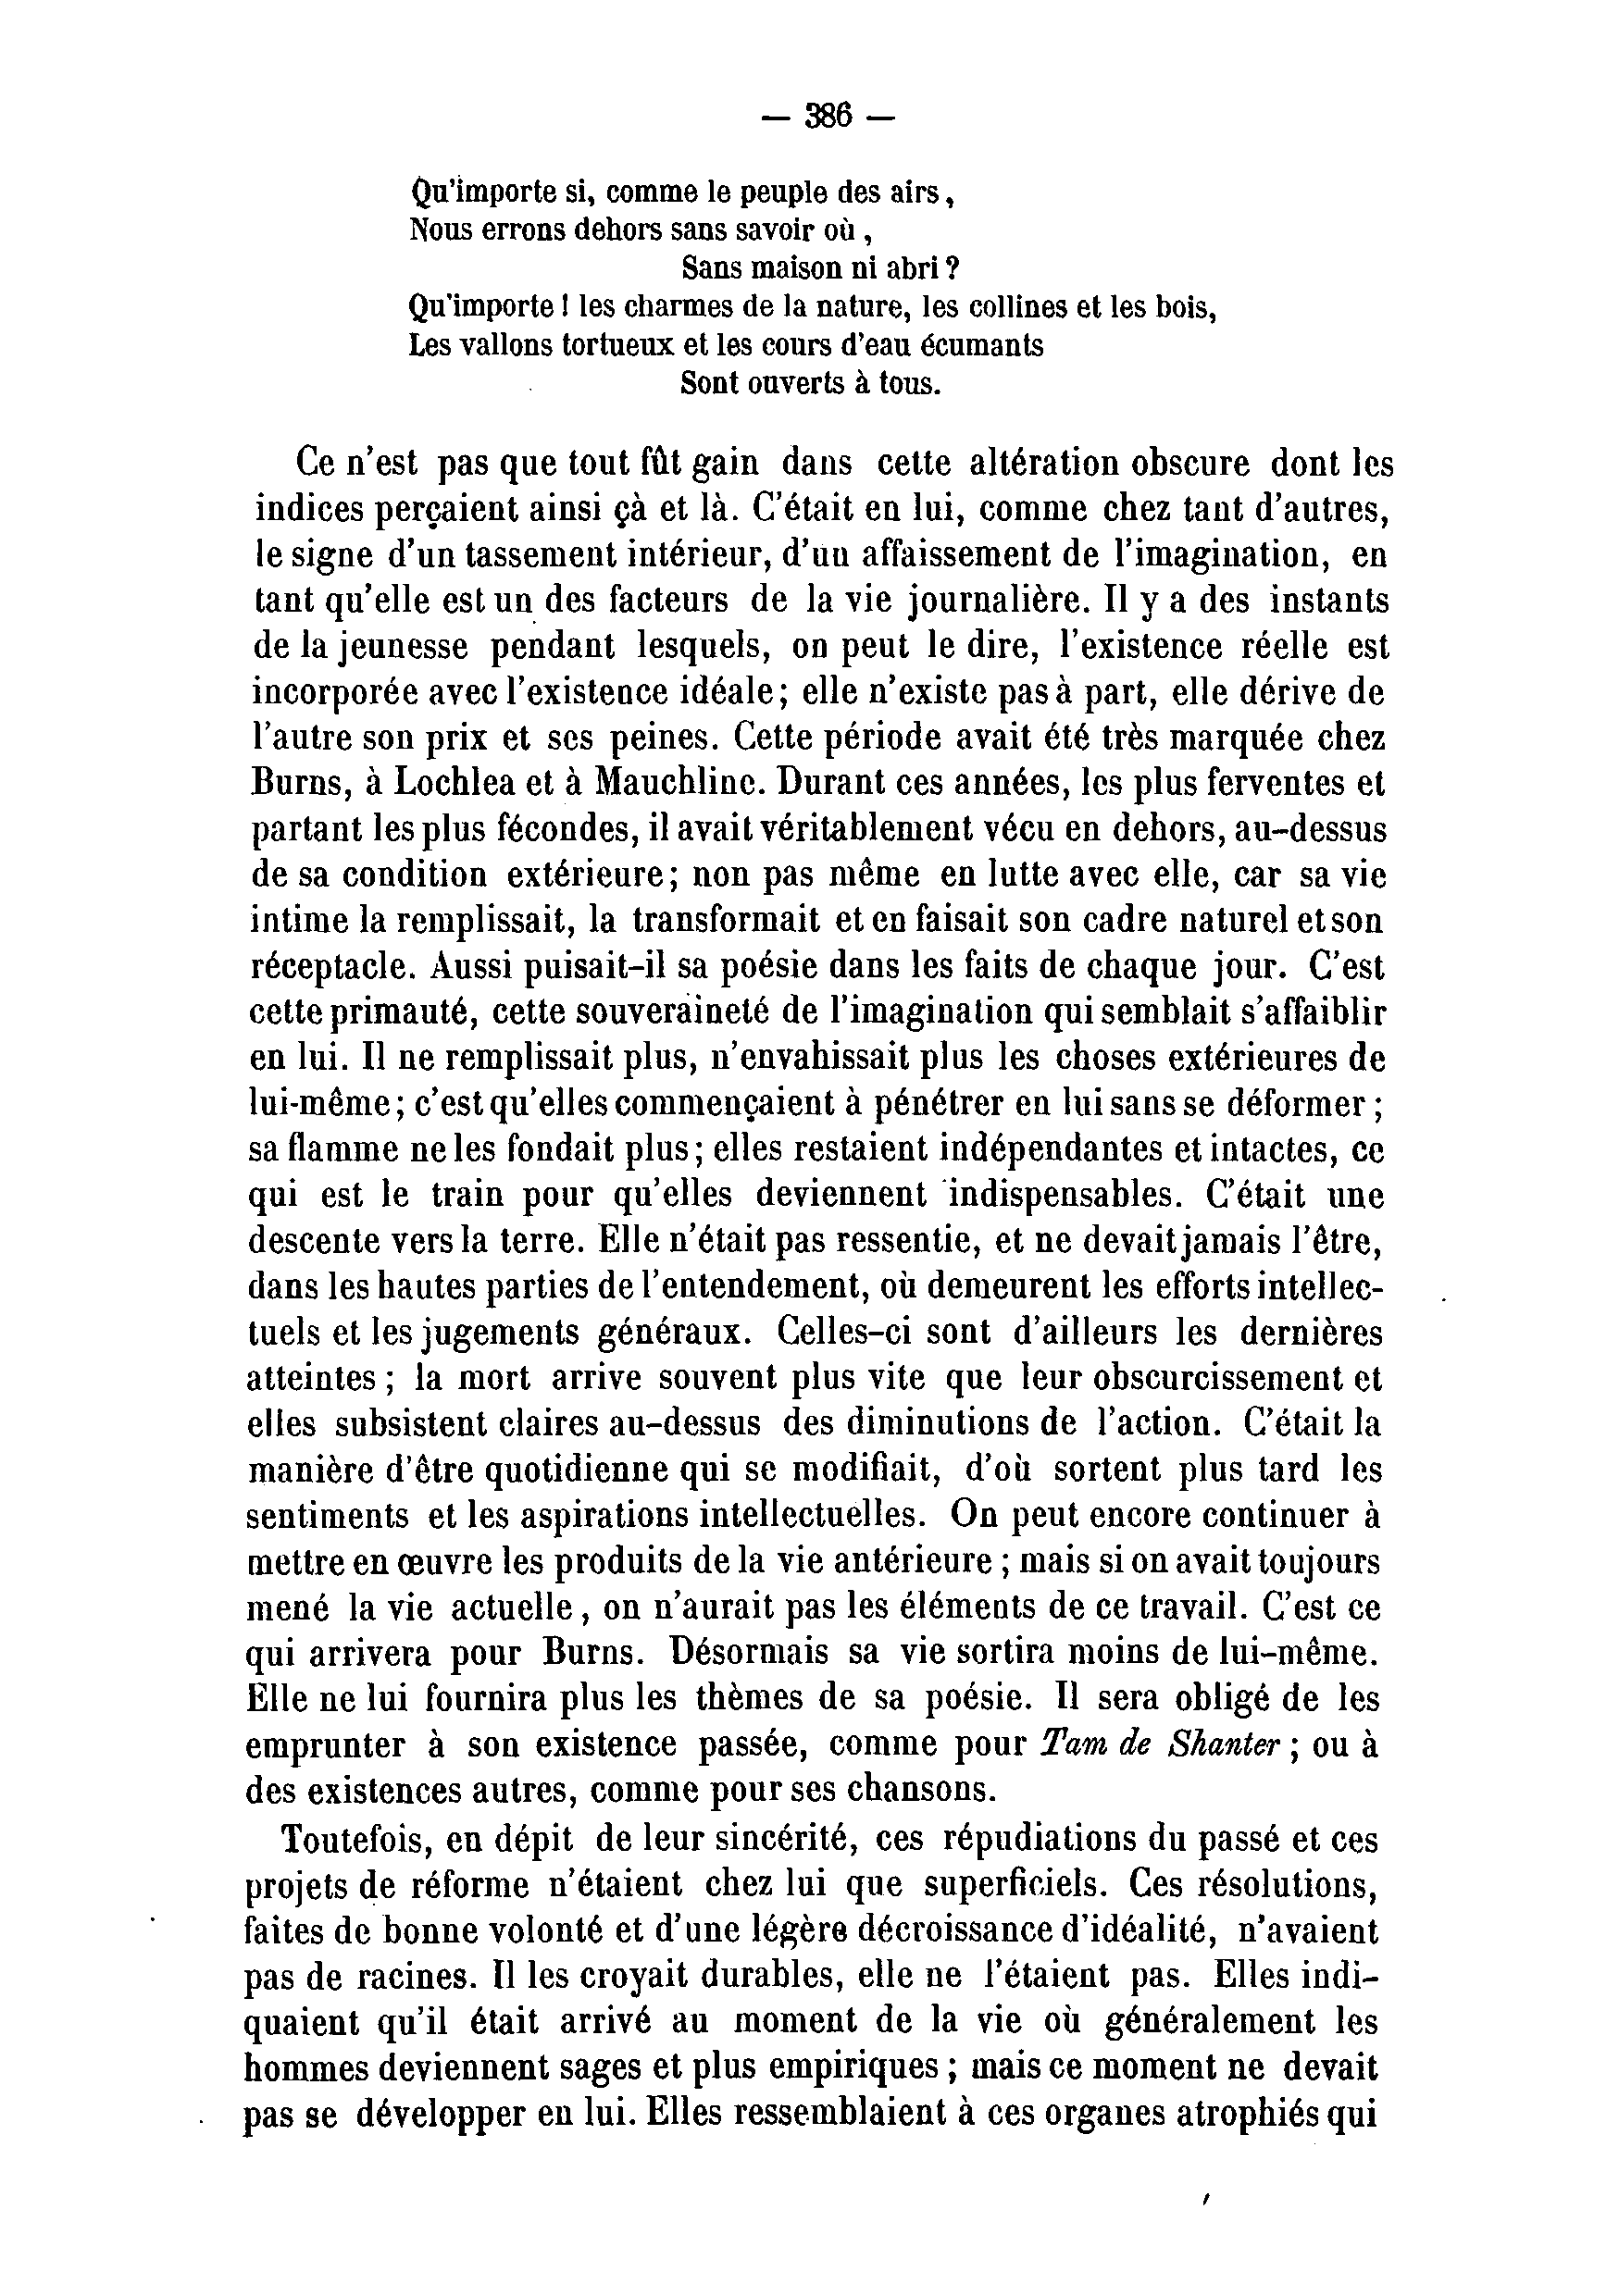 — 386 —
Qu'importe si, comme le peuple des airs,
Nous errons dehors sans savoir où,
Sans maison ni abri ?
Qu'importe ! les charmes de la nature, les collines et les bois,
Les vallons tortueux et les cours d'eau écumants
Sont ouverts à tous.
Ce n'est pas que tout fût gain dans cette altération obscure dont les
indices perçaient ainsi çà et là. C'était en lui, comme chez tant d'autres,
le signe d'un tassement intérieur, d'un affaissement de l'imagination, en
tant qu'elle est un des facteurs de la vie journalière. Il y a des instants
de la jeunesse pendant lesquels, on peut le dire, l'existence réelle est
incorporée avec l'existence idéale; elle n'existe pas à part, elle dérive de
l'autre son prix et ses peines. Cette période avait été très marquée chez
Burns, à Lochlea et à Mauchline. Durant ces années, les plus ferventes et
partant les plus fécondes, il avait véritablement vécu en dehors, au-dessus
de sa condition extérieure; non pas même en lutte avec elle, car sa vie
intime la remplissait, la transformait et en faisait son cadre naturel et son
réceptacle. Aussi puisait-il sa poésie dans les faits de chaque jour. C'est
cette primauté, cette souveraineté de l'imagination qui semblait s'affaiblir
en lui. Il ne remplissait plus, n'envahissait plus les choses extérieures de
lui-même; c'est qu'elles commençaient à pénétrer en lui sans se déformer ;
sa flamme ne les fondait plus; elles restaient indépendantes et intactes, ce
qui est le train pour qu'elles deviennent indispensables. C'était une
descente vers la terre. Elle n'était pas ressentie, et ne devait jamais l'être,
dans les hautes parties de l'entendement, où demeurent les efforts intellec-
tuels et les jugements généraux. Celles-ci sont d'ailleurs les dernières
atteintes ; la mort arrive souvent plus vite que leur obscurcissement et
elles subsistent claires au-dessus des diminutions de l'action. C'était la
manière d'être quotidienne qui se modifiait, d'où sortent plus tard les
sentiments et les aspirations intellectuelles. On peut encore continuer à
mettre en œuvre les produits de la vie antérieure ; mais si on avait toujours
mené la vie actuelle, on n'aurait pas les éléments de ce travail. C'est ce
qui arrivera pour Burns. Désormais sa vie sortira moins de lui-même.
Elle ne lui fournira plus les thèmes de sa poésie. Il sera obligé de les
emprunter à son existence passée, comme pour Tam de Shanter ; ou à
des existences autres, comme pour ses chansons.
Toutefois, en dépit de leur sincérité, ces répudiations du passé et ces
projets de réforme n'étaient chez lui que superficiels. Ces résolutions,
faites de bonne volonté et d'une légère décroissance d'idéalité, n'avaient
pas de racines. Il les croyait durables, elle ne l'étaient pas. Elles indi-
quaient qu'il était arrivé au moment de la vie où généralement les
hommes deviennent sages et plus empiriques ; mais ce moment ne devait
pas se développer en lui. Elles ressemblaient à ces organes atrophiés qui